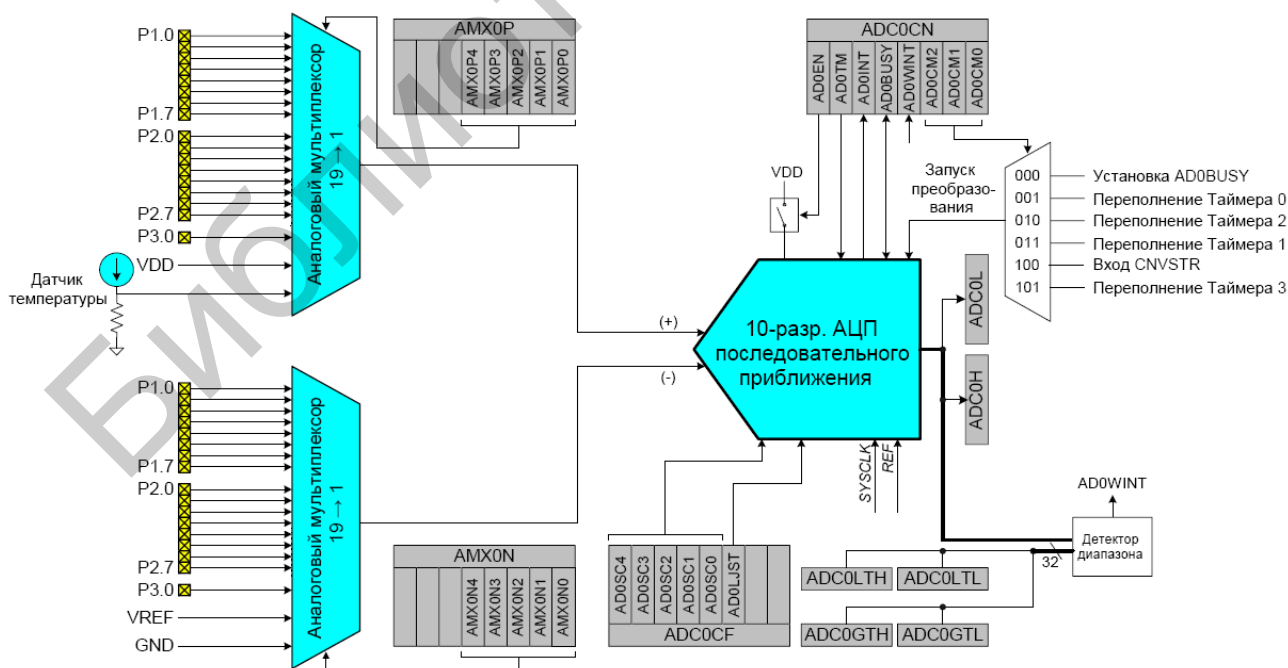 AMX0P
AMX0P4
AMX0P3
AMX0P2
AMX0P1
AMX0P0
ADC0CN
AD0EN
AD0TM
AD0INT
AD0BUSY
AD0WINT
AD0CM2
AD0CM1
AD0CM0
P1.0
P1.7
P2.0
P2.7
P3.0
VDD
Датчик
температуры
Аналоговый мультиплексор
19 → 1
VDD
Запуск
преобразо-
вания
000 Установка AD0BUSY
001 Переполнение Таймера 0
010 Переполнение Таймера 2
011 Переполнение Таймера 1
100 Вход CNVSTR
101 Переполнение Таймера 3
(+)
(-)
10-разр. АЦП
последовательного
приближения
ADC0L
ADC0H
SYSCLK
REF
P1.0
P1.7
P2.0
P2.7
P3.0
VREF
GND
Аналоговый мультиплексор
19 → 1
AMX0N
AMX0N4
AMX0N3
AMX0N2
AMX0N1
AMX0N0
AD0SC4
AD0SC3
AD0SC2
AD0SC1
AD0SC0
AD0LJST
ADC0CF
AD0WINT
Детектор
диапазона
32
ADC0LTH
ADC0LTL
ADC0GTH
ADC0GTL
Библиот